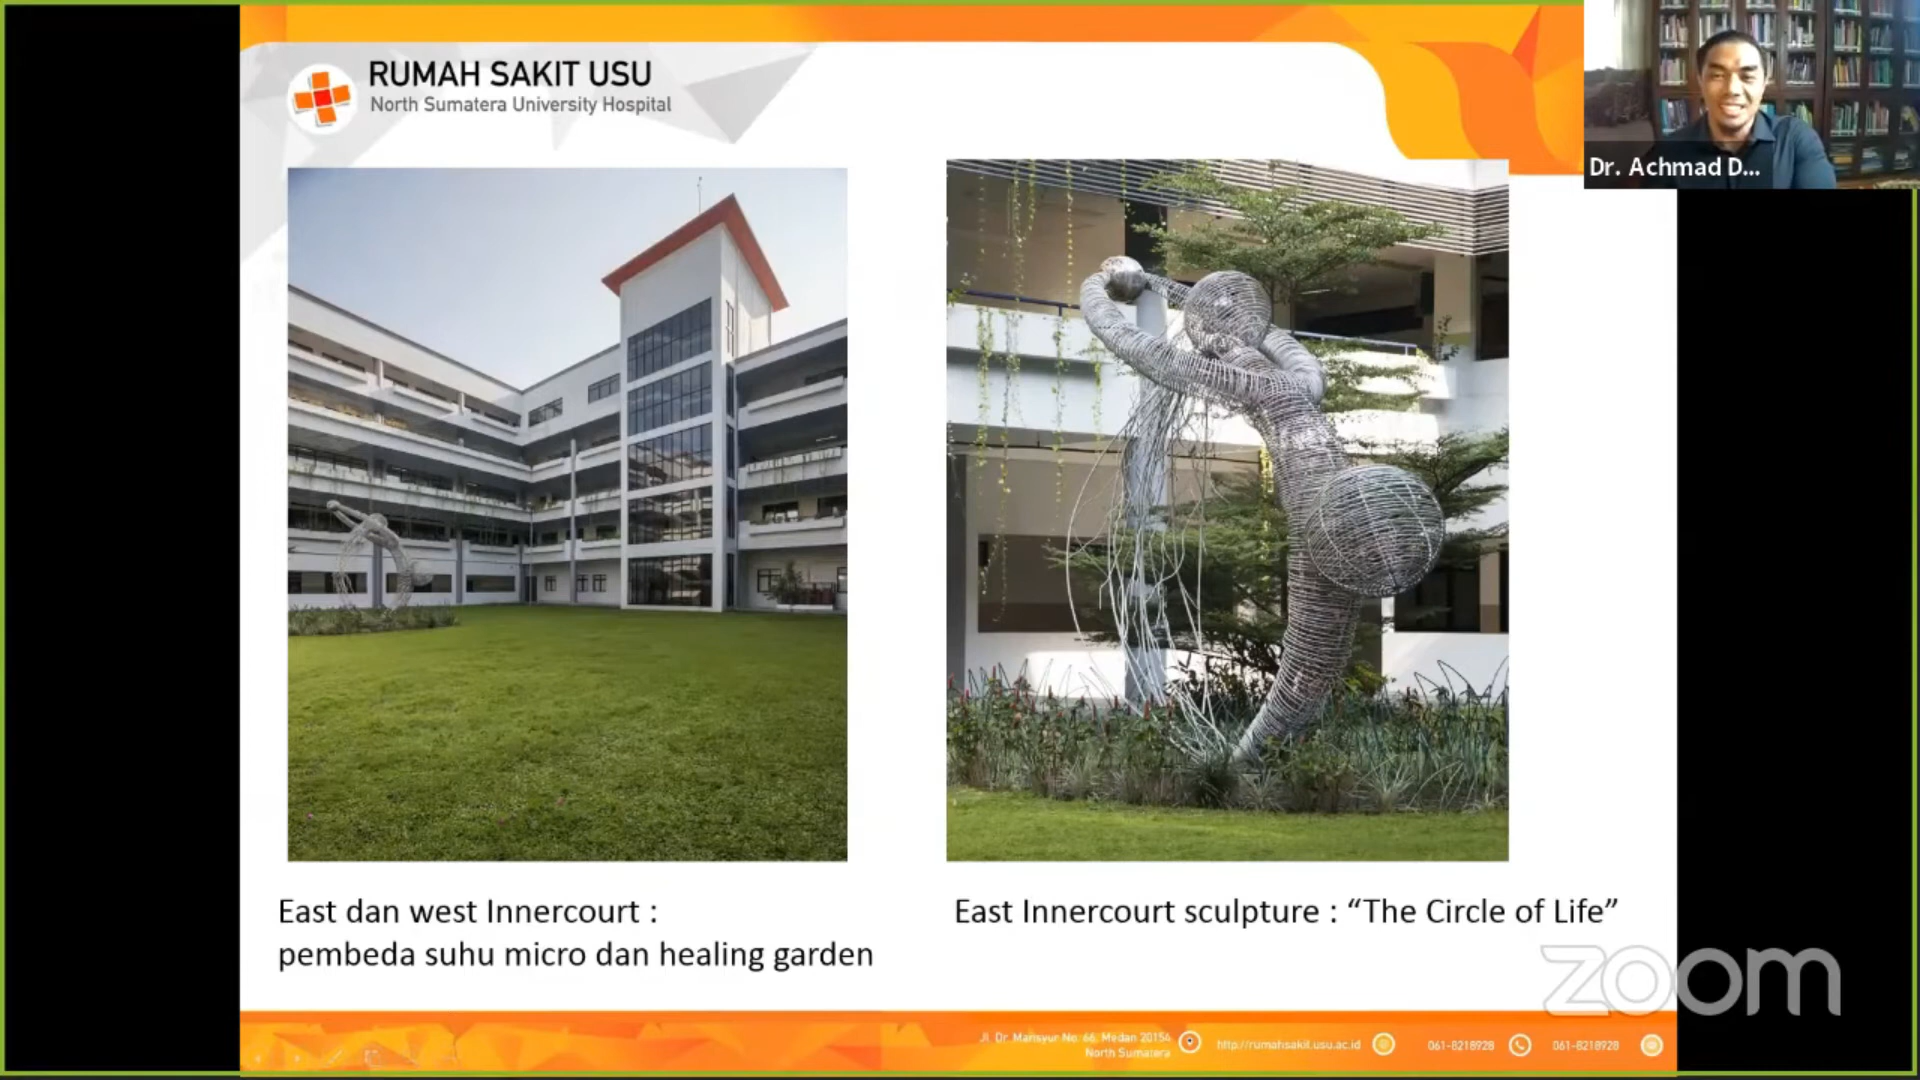 RUMAH SAKIT USU
North Sumatera University Hospital
Dr. Achmad D...
East dan west Innercourt :
pembeda suhu micro dan healing garden
East Innercourt sculpture : “The Circle of Life”
zoom
Jl. Dr. Mansyur No. 66, Medan 20154
North Sumatera
http://rumahsakit.usu.ac.id
061-8218928
061-8218928